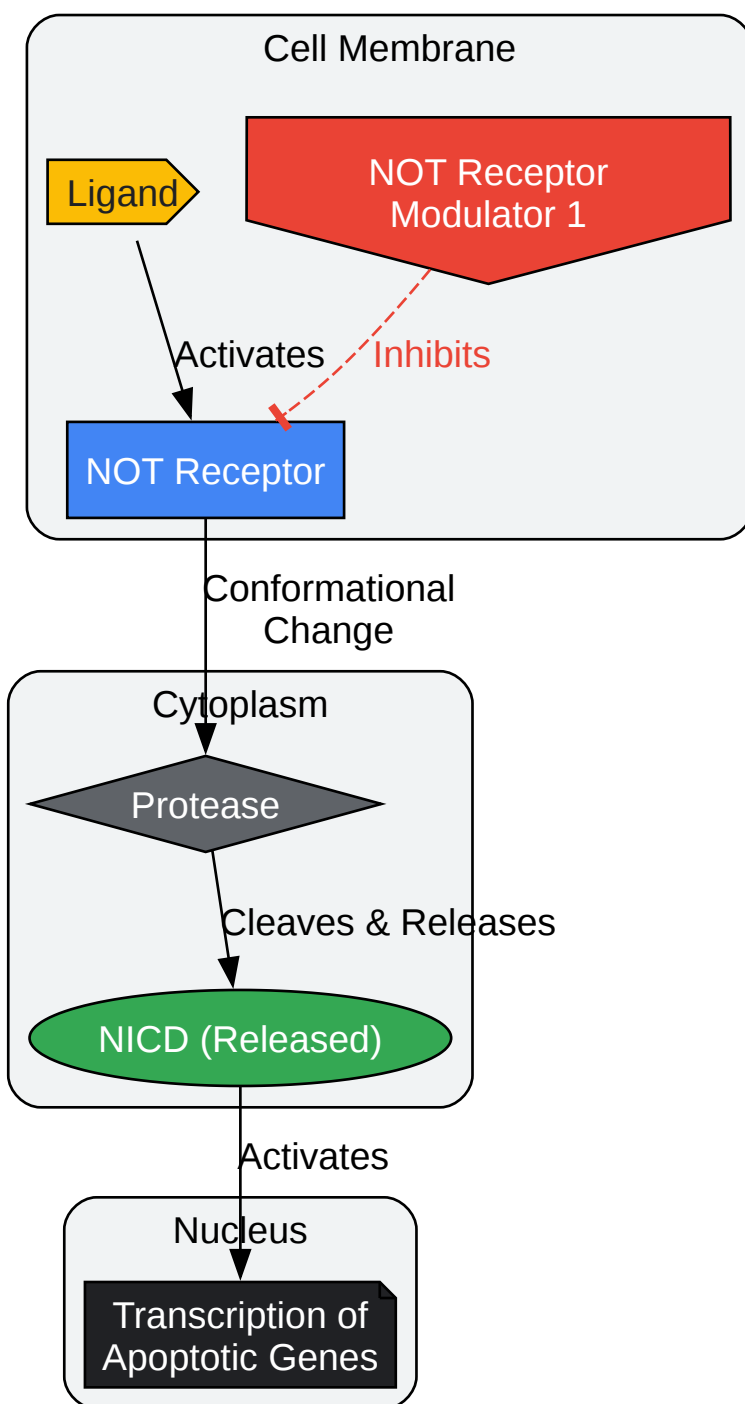 Cell Membrane
Ligand
NOT Receptor
Modulator 1
Activates
Inhibits
NOT Receptor
Conformational
Change
Cytoplasm
Protease
Cleaves & Releases
NICD (Released)
Activates
Nucleus
Transcription of
Apoptotic Genes